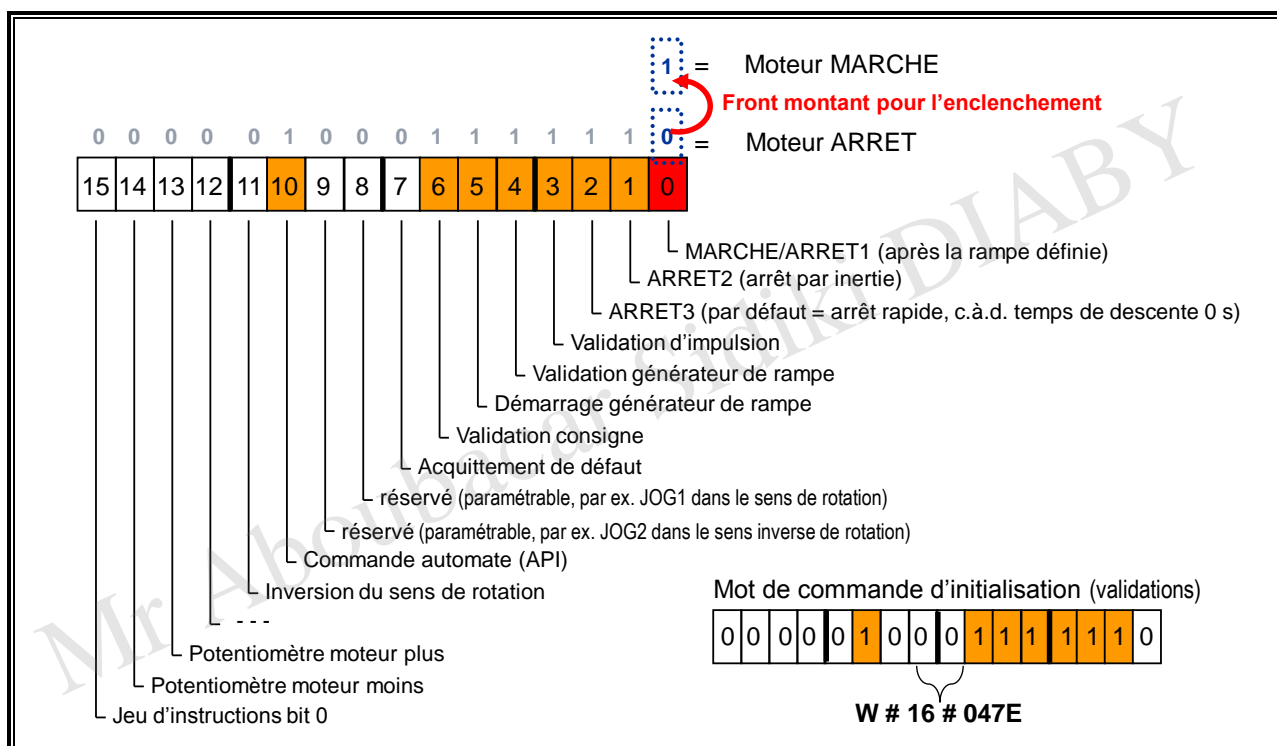 1 = Moteur MARCHE
Front montant pour l'enclenchement
0 0 0 0 0 1 0 0 0 1 1 1 1 1 1 0 = Moteur ARRET
15 14 13 12 11 10 9 8 7 6 5 4 3 2 1 0
MARCHE/ARRET1 (après la rampe définie)
ARRET2 (arrêt par inertie)
ARRET3 (par défaut = arrêt rapide, c.à.d. temps de descente 0 s)
Validation d'impulsion
Validation générateur de rampe
Démarrage générateur de rampe
Validation consigne
Acquittement de défaut
réservé (paramétrable, par ex. JOG1 dans le sens de rotation)
réservé (paramétrable, par ex. JOG2 dans le sens inverse de rotation)
Commande automate (API)
Inversion du sens de rotation
- - -
Potentiomètre moteur plus
Potentiomètre moteur moins
Jeu d'instructions bit 0
Mot de commande d'initialisation (validations)
0 0 0 0 0 1 0 0 0 1 1 1 1 1 1 0
W # 16 # 047E
Mr Aboubacar Sidiki DIABY